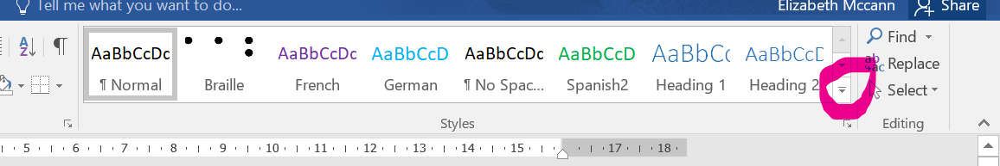 Tell me what you want to do...
Elizabeth Mccann
Share
A
Z
¶
AaBbCcDc
AaBbCcDc
AaBbCcD
AaBbCcDc
AaBbCcD
AaBbCc
AaBbCcD
¶ Normal
Braille
French
German
¶ No Spac...
Spanish2
Heading 1
Heading 2
Find
ab
ac Replace
Select
Styles
Editing
5 6 7 8 9 10 11 12 13 14 15 17 18